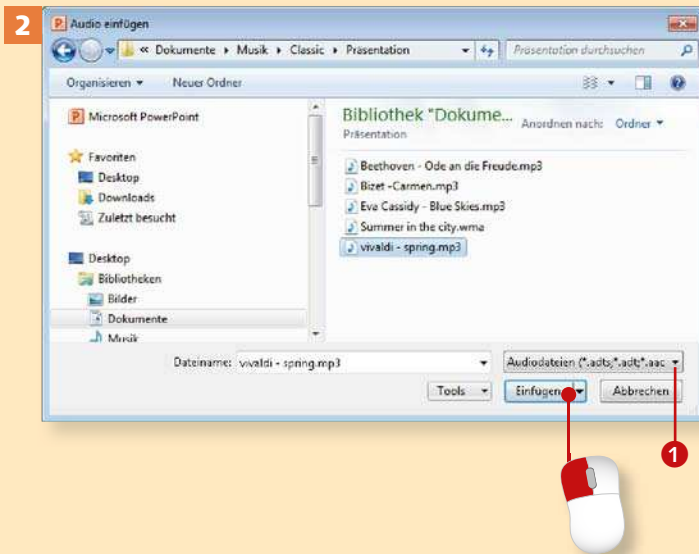 2
Audio einfügen
« Dokumente Musik Classic Präsentation
Präsentation durchsuchen
Organisieren Neuer Ordner
Microsoft PowerPoint
Favoriten
Desktop
Downloads
Zuletzt besucht
Desktop
Bibliotheken
Bilder
Dokumente
Musik
Bibliothek "Dokume...
Präsentation
Anordnen nach: Ordner
Beethoven - Ode an die Freude.mp3
Bizet -Carmen.mp3
Eva Cassidy - Blue Skies.mp3
Summer in the city.wma
vivaldi - spring.mp3
Dateiname: vivaldi - spring.mp3
Audiodateien (*.adts;*.adt;*.aac
Tools Einfügen Abbrechen
1